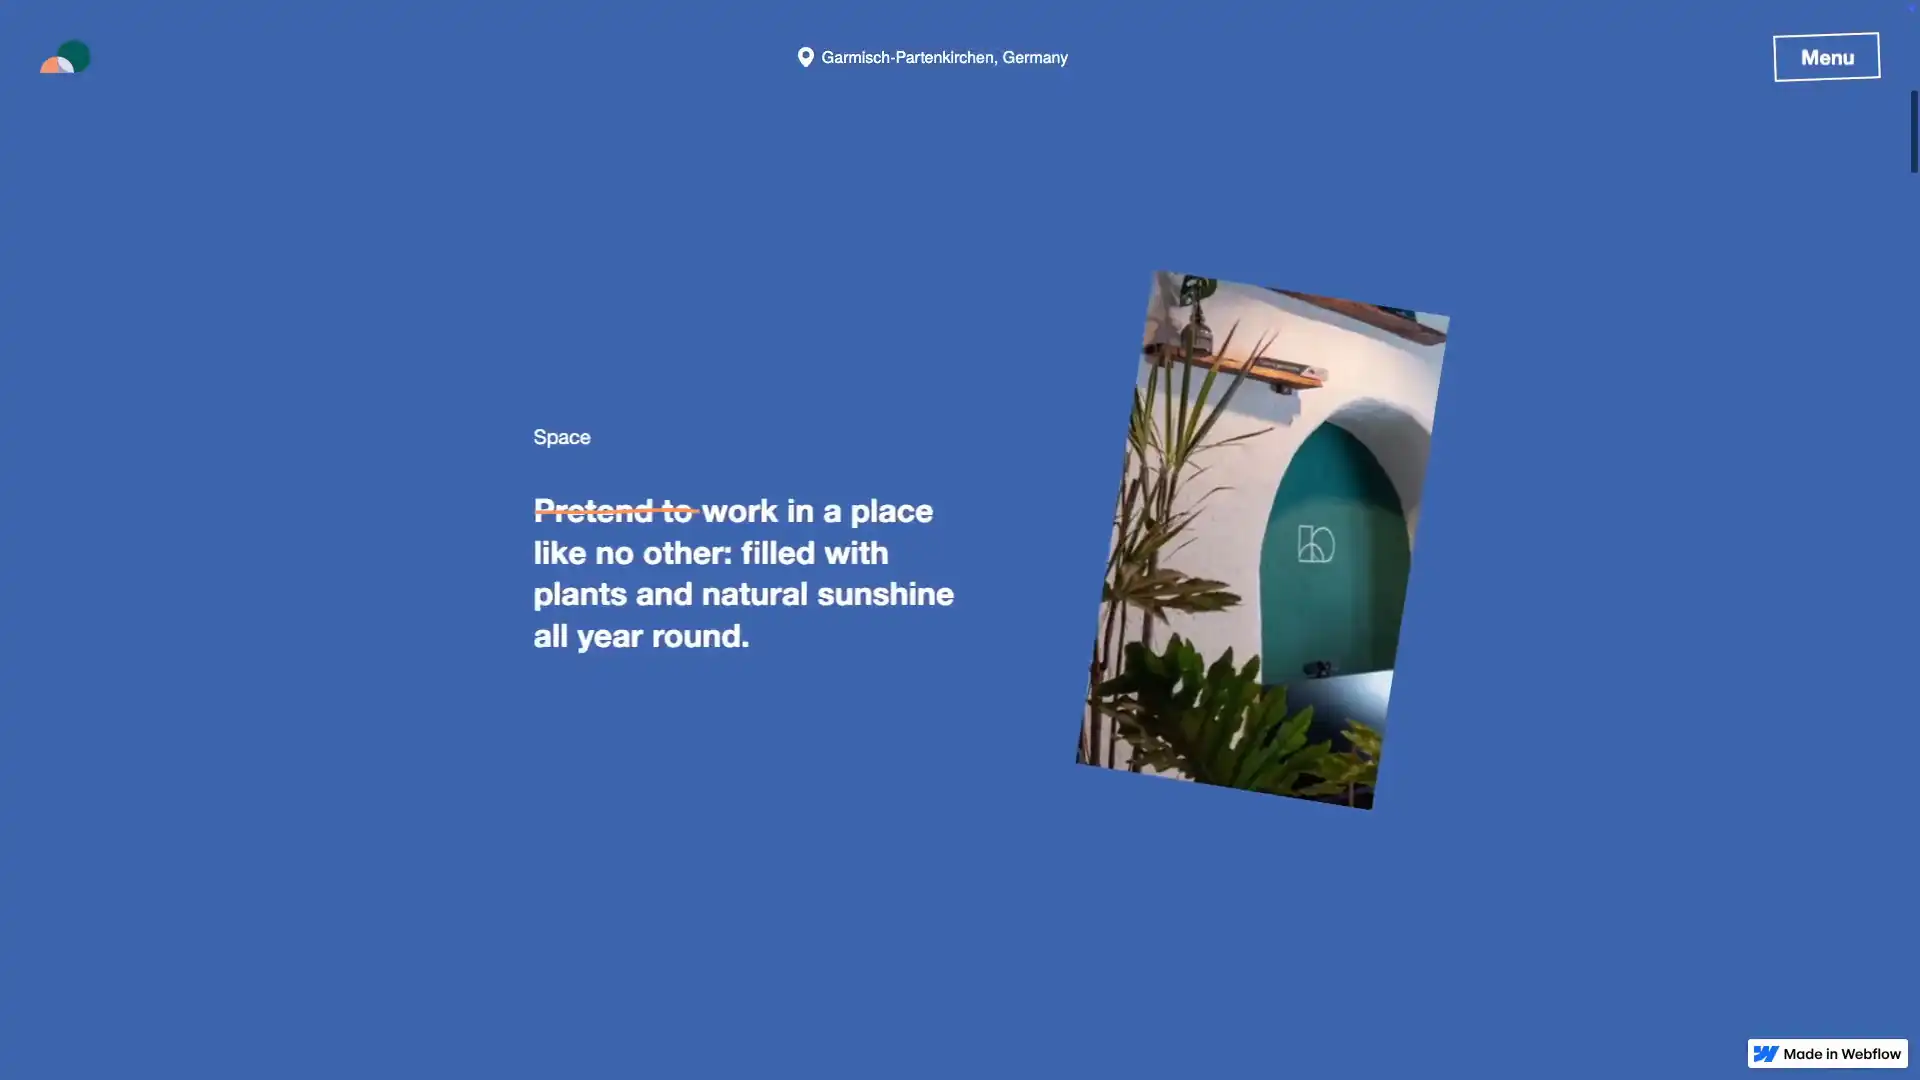 Garmisch-Partenkirchen, Germany
Menu
Space
Pretend to work in a place
like no other: filled with
plants and natural sunshine
all year round.
Made in Webflow